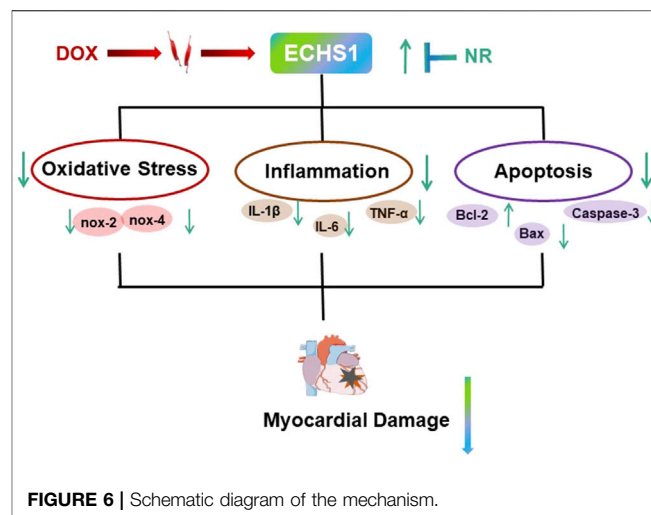 DOX ECHS1 NR
Oxidative Stress Inflammation Apoptosis
nox-2 nox-4 IL-1β IL-6 TNF-α Bcl-2 Bax Caspase-3
Myocardial Damage
FIGURE 6 | Schematic diagram of the mechanism.